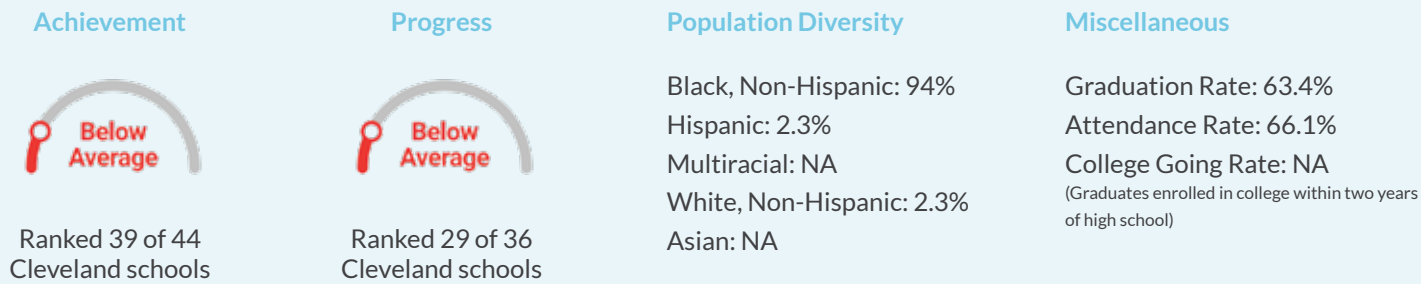 Achievement
Below
Average
Ranked 39 of 44
Cleveland schools
Progress
Below
Average
Ranked 29 of 36
Cleveland schools
Population Diversity
Black, Non-Hispanic: 94%
Hispanic: 2.3%
Multiracial: NA
White, Non-Hispanic: 2.3%
Asian: NA
Miscellaneous
Graduation Rate: 63.4%
Attendance Rate: 66.1%
College Going Rate: NA
(Graduates enrolled in college within two years
of high school)